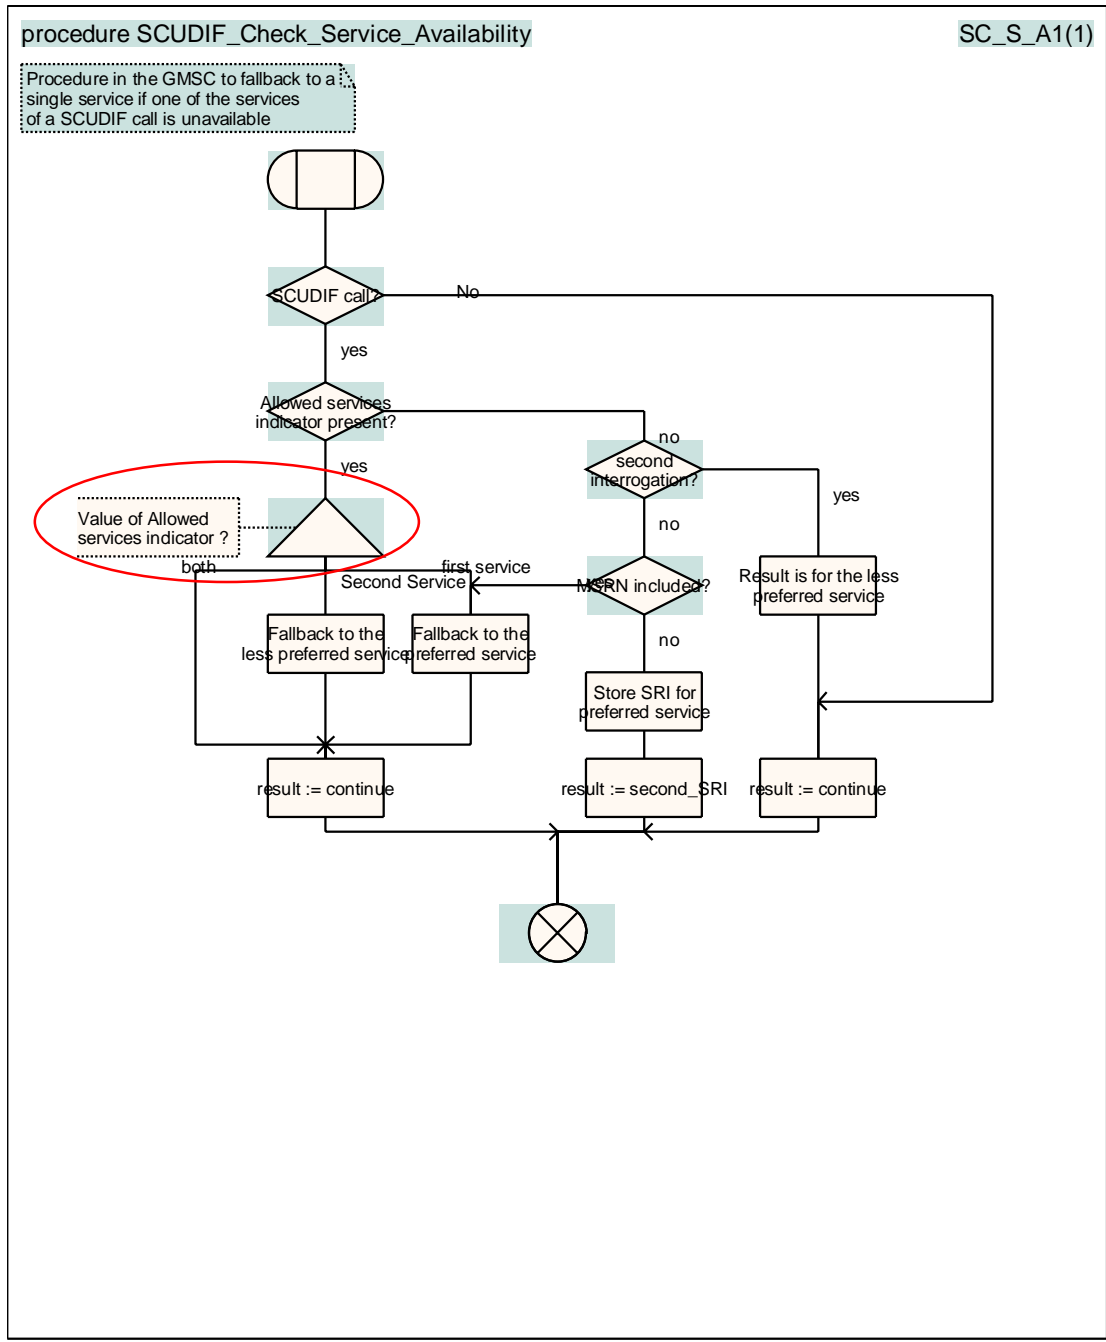 procedure SCUDIF_Check_Service_Availability
SC_S_A1(1)
Procedure in the GMSC to fallback to a
single service if one of the services
of a SCUDIF call is unavailable
SCUDIF call?
No
yes
Allowed services
indicator present?
no
yes
second
interrogation?
yes
no
Value of Allowed
services indicator ?
both
Second Service
first service
MSRN included?
Result is for the less
preferred service
Fallback to the
less preferred service
Fallback to the
preferred service
no
Store SRI for
preferred service
result := continue
result := second_SRI
result := continue